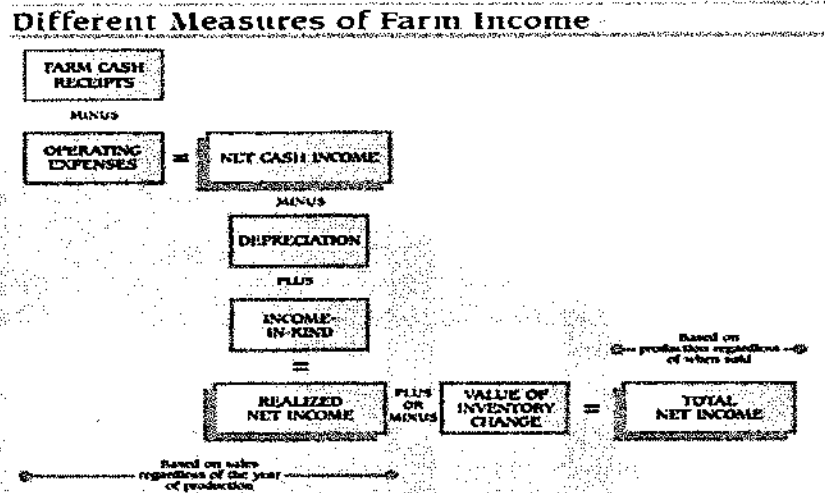 Different Measures of Farm Income
FARM CASH
RECEIPTS
MINUS
OPERATING
EXPENSES
=
NET CASH INCOME
MINUS
DEPRECIATION
PLUS
INCOME-
IN-KIND
=
REALIZED
NET INCOME
PLUS
OR
MINUS
VALUE OF
INVENTORY
CHANGE
=
TOTAL
NET INCOME
Based on
production regardless
of when sold
Based on sales
regardless of the year
of production